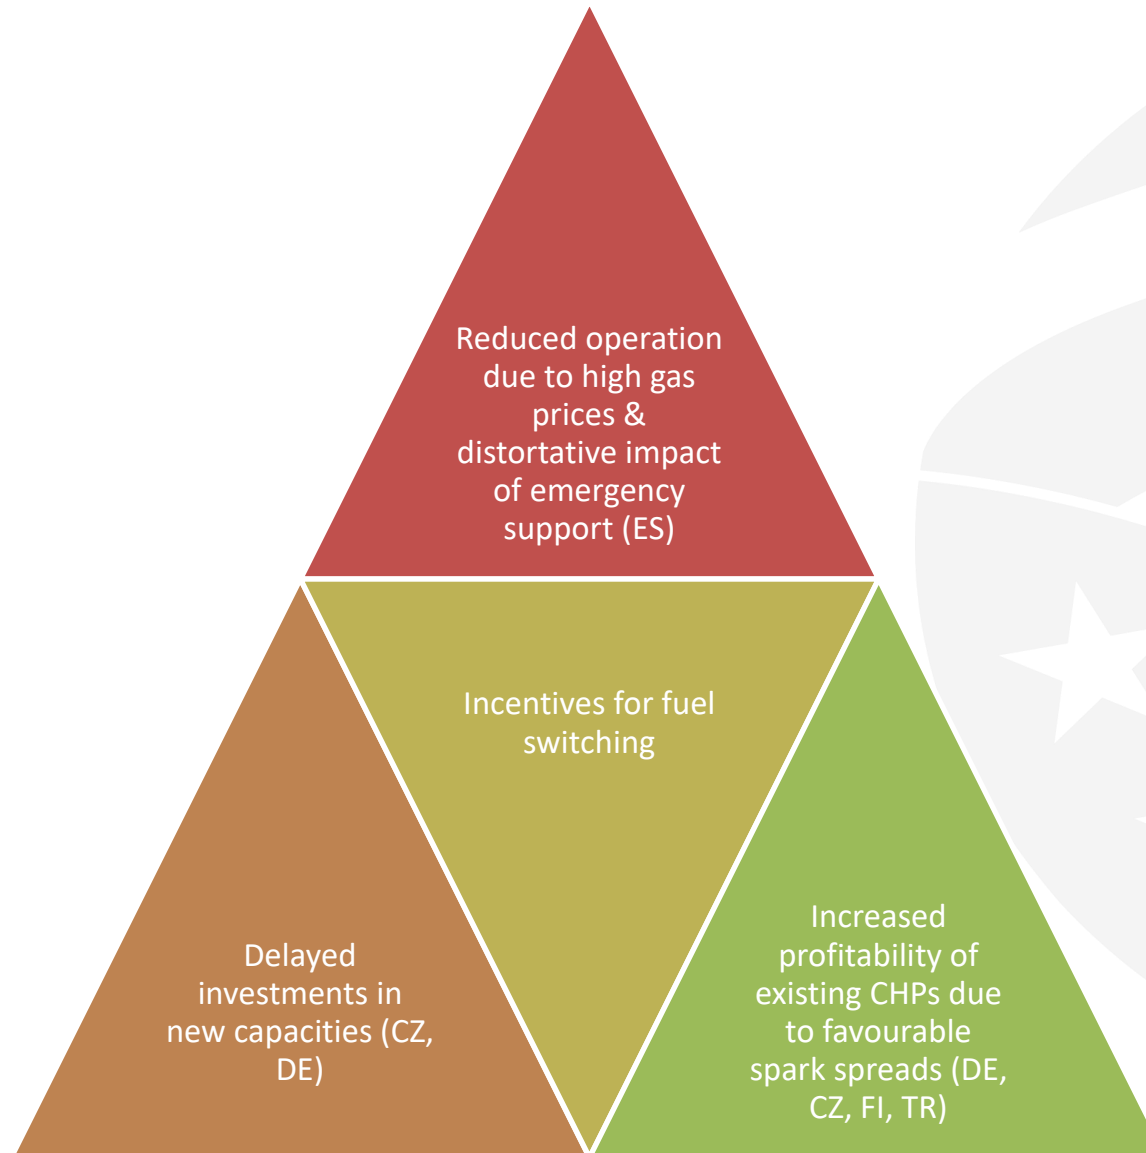 Reduced operation
due to high gas
prices &
distortative impact
of emergency
support (ES)
Incentives for fuel
switching
Delayed
investments in
new capacities (CZ,
DE)
Increased
profitability of
existing CHPs due
to favourable
spark spreads (DE,
CZ, FI, TR)